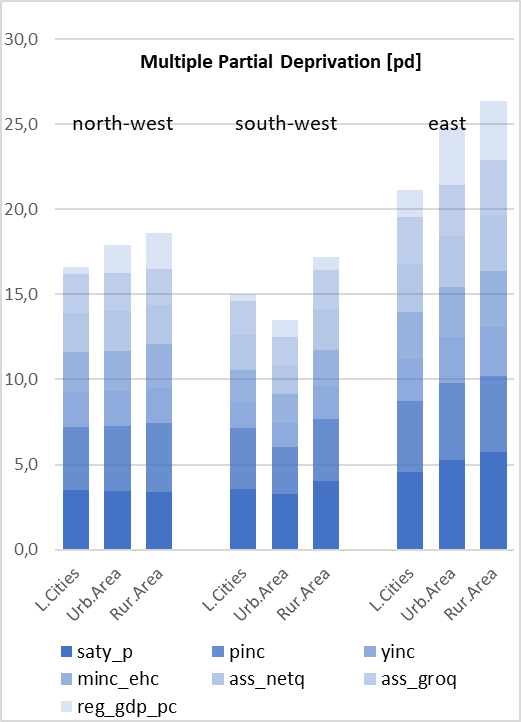 30,0
Multiple Partial Deprivation [pd]
25,0
north-west south-west east
20,0
15,0
10,0
5,0
0,0
L.Cities Urb.Area Rur.Area L.Cities Urb.Area Rur.Area L.Cities Urb.Area Rur.Area
saty_p pinc yinc
minc_ehc ass_netq ass_groq
reg_gdp_pc